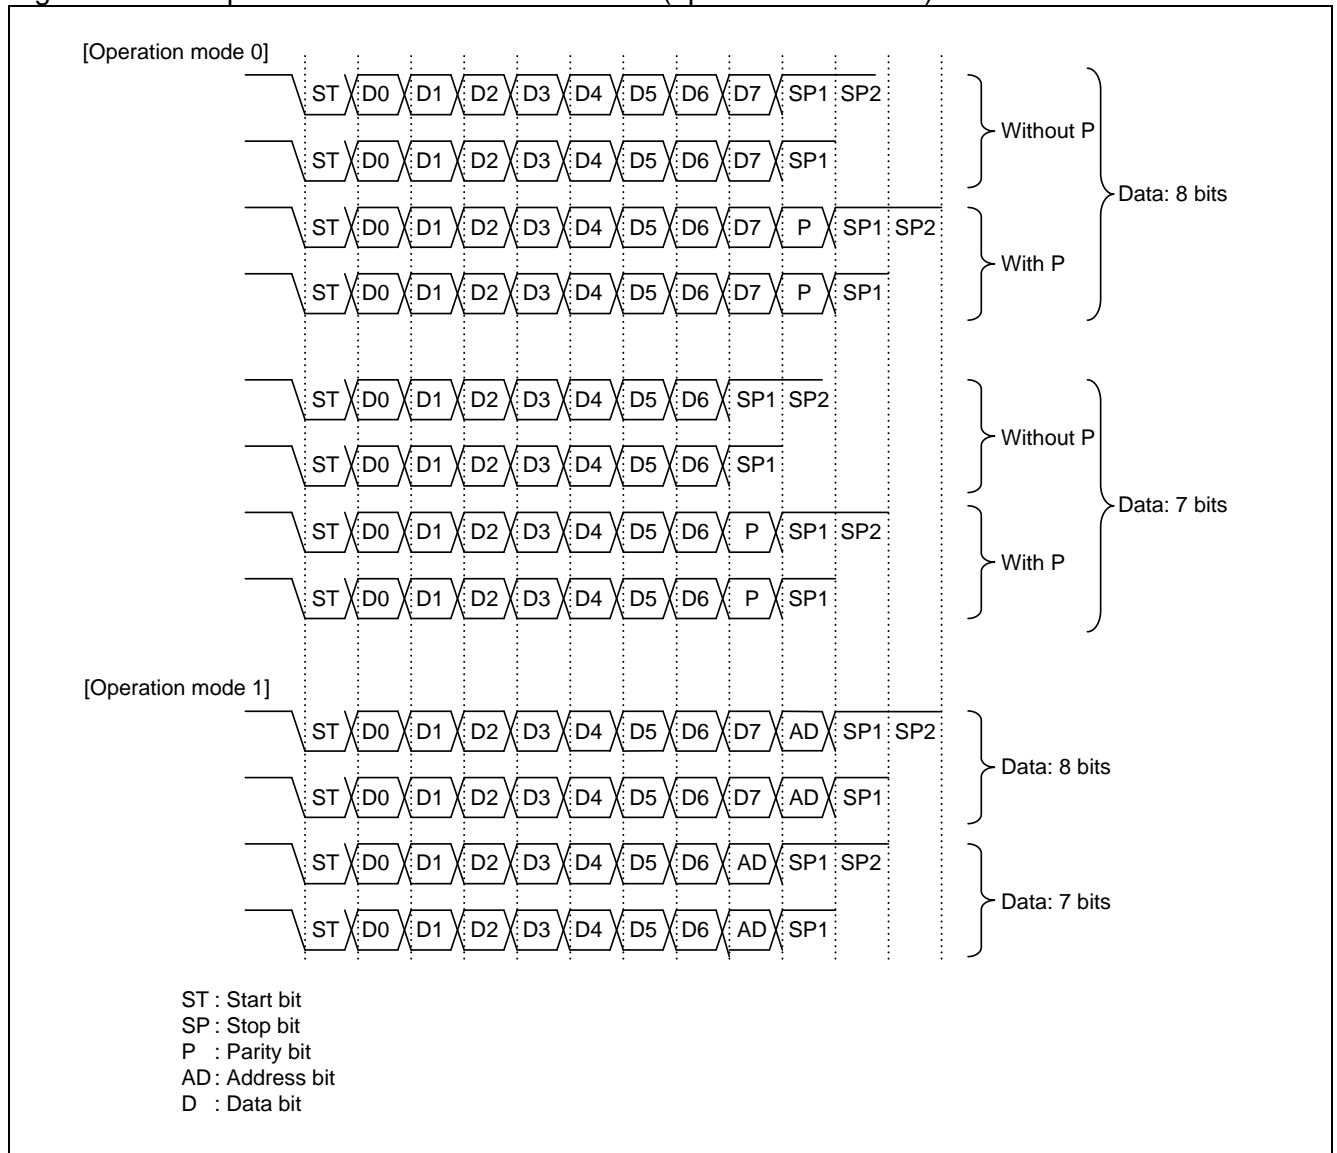 [Operation mode 0]
ST D0 D1 D2 D3 D4 D5 D6 D7 SP1 SP2
Without P
ST D0 D1 D2 D3 D4 D5 D6 D7 SP1
Data: 8 bits
ST D0 D1 D2 D3 D4 D5 D6 D7 P SP1 SP2
With P
ST D0 D1 D2 D3 D4 D5 D6 D7 P SP1
ST D0 D1 D2 D3 D4 D5 D6 SP1 SP2
Without P
ST D0 D1 D2 D3 D4 D5 D6 SP1
Data: 7 bits
ST D0 D1 D2 D3 D4 D5 D6 P SP1 SP2
With P
ST D0 D1 D2 D3 D4 D5 D6 P SP1
[Operation mode 1]
ST D0 D1 D2 D3 D4 D5 D6 D7 AD SP1 SP2
Data: 8 bits
ST D0 D1 D2 D3 D4 D5 D6 D7 AD SP1
ST D0 D1 D2 D3 D4 D5 D6 AD SP1 SP2
Data: 7 bits
ST D0 D1 D2 D3 D4 D5 D6 AD SP1
ST : Start bit
SP : Stop bit
P : Parity bit
AD : Address bit
D : Data bit